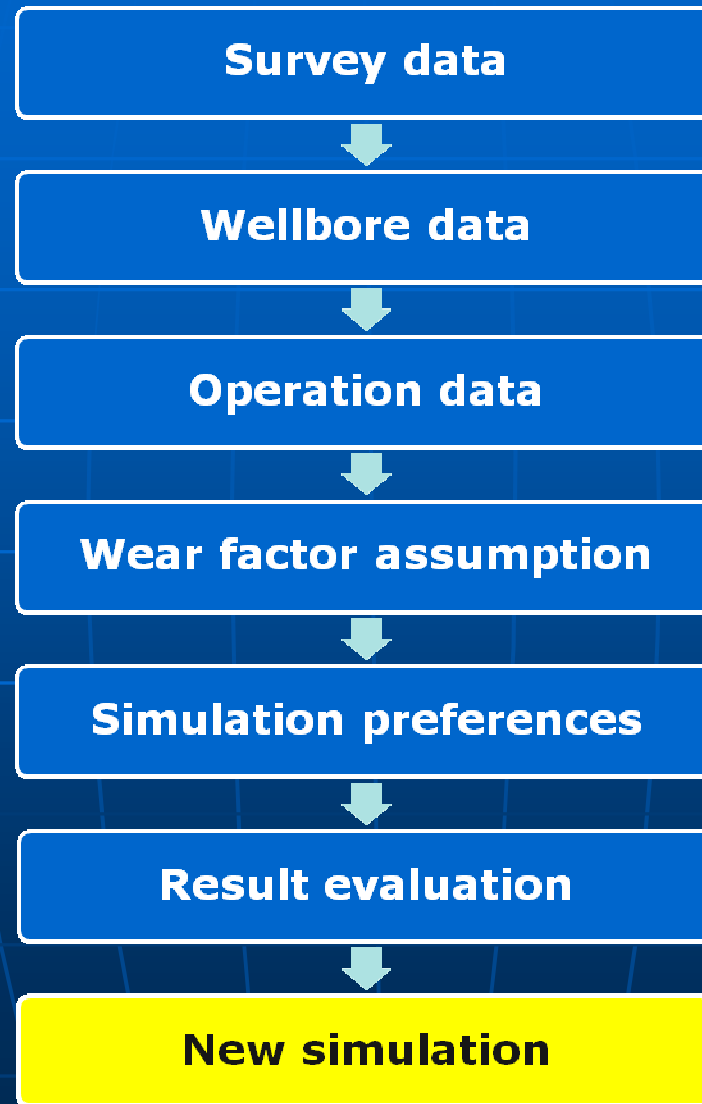 Survey data
Wellbore data
Operation data
Wear factor assumption
Simulation preferences
Result evaluation
New simulation